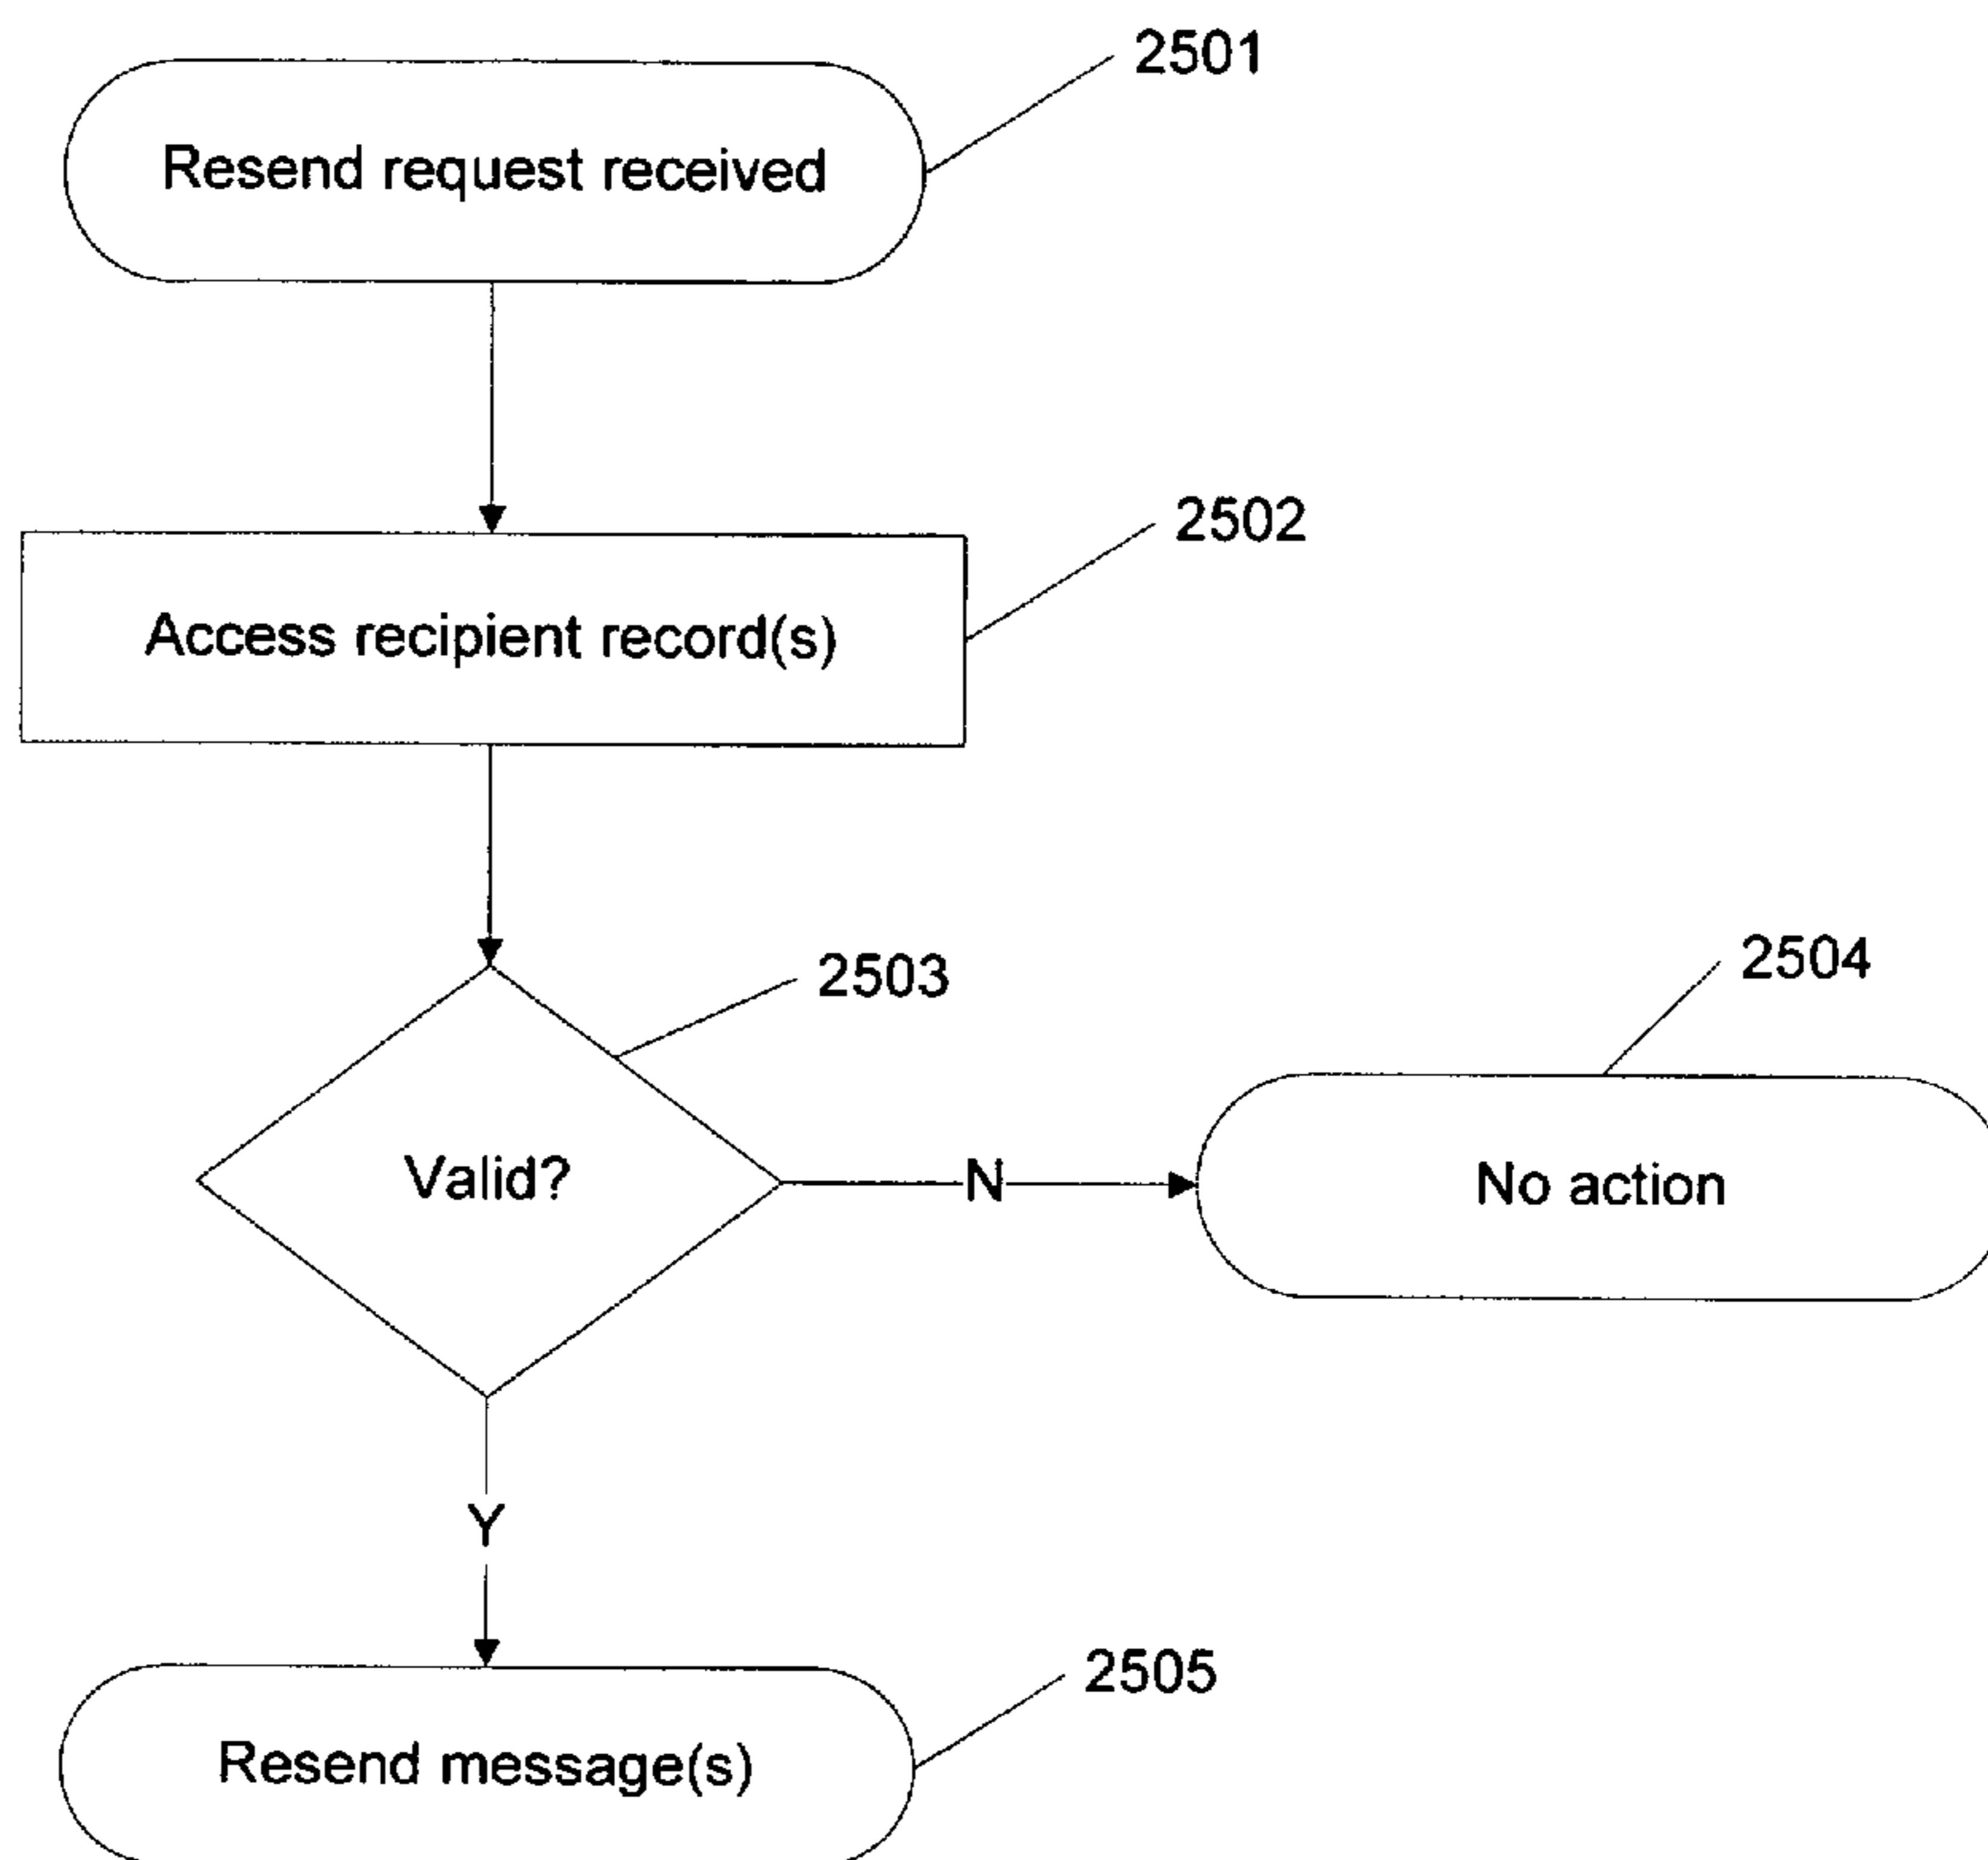 2501
Resend request received
2502
Access recipient record(s)
2503
2504
Valid?
N
No action
Y
2505
Resend message(s)